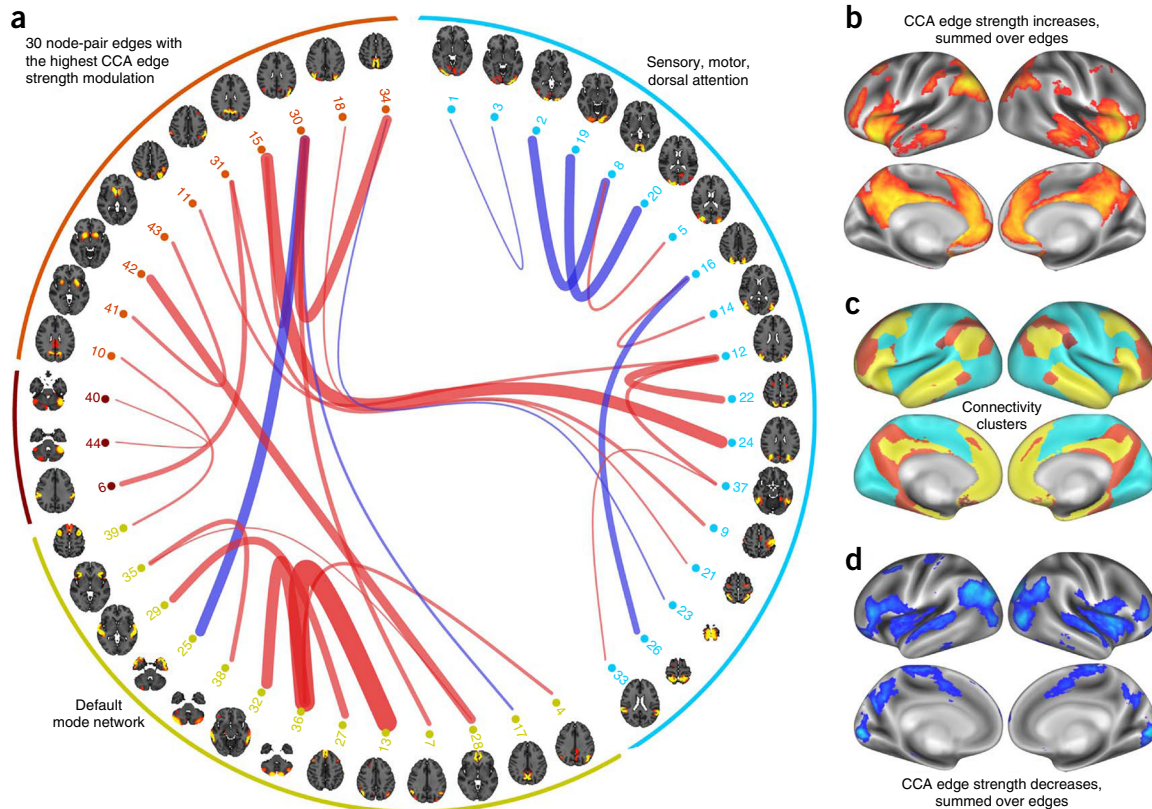 a
30 node-pair edges with
the highest CCA edge
strength modulation
Sensory, motor,
dorsal attention
34
18
30
15
31
11
43
42
41
10
40
44
6
39
35
29
25
38
32
36
27
13
7
28
17
4
1
3
2
19
8
20
5
16
14
12
22
24
37
9
21
23
26
33
Default
mode network
b
CCA edge strength increases,
summed over edges
c
Connectivity
clusters
d
CCA edge strength decreases,
summed over edges